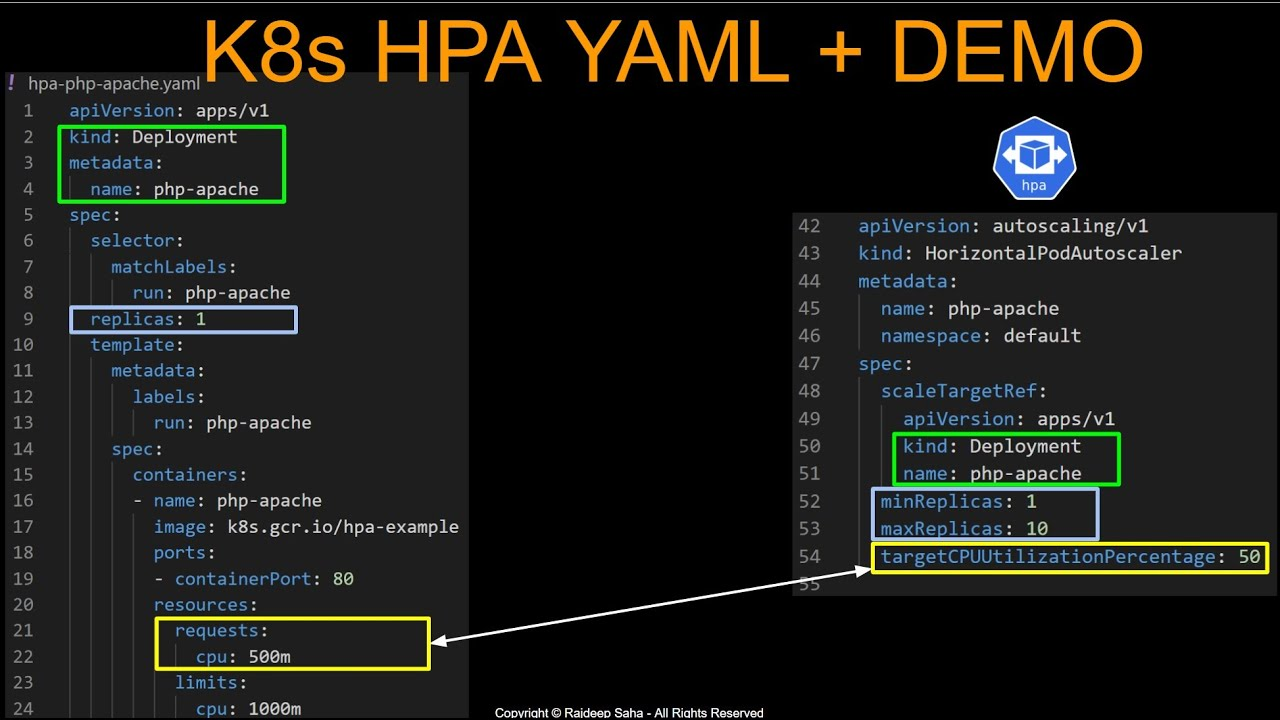 K8s HPA YAML + DEMO
! hpa-php-apache.yaml
1 apiVersion: apps/v1
2 kind: Deployment
3 metadata:
4 name: php-apache
5 spec:
6 selector:
7 matchLabels:
8 run: php-apache
9 replicas: 1
10 template:
11 metadata:
12 labels:
13 run: php-apache
14 spec:
15 containers:
16 - name: php-apache
17 image: k8s.gcr.io/hpa-example
18 ports:
19 - containerPort: 80
20 resources:
21 requests:
22 cpu: 500m
23 limits:
24 cpu: 1000m
hpa
42 apiVersion: autoscaling/v1
43 kind: HorizontalPodAutoscaler
44 metadata:
45 name: php-apache
46 namespace: default
47 spec:
48 scaleTargetRef:
49 apiVersion: apps/v1
50 kind: Deployment
51 name: php-apache
52 minReplicas: 1
53 maxReplicas: 10
54 targetCPUUtilizationPercentage: 50
55
Copyright © Rajdeep Saha - All Rights Reserved